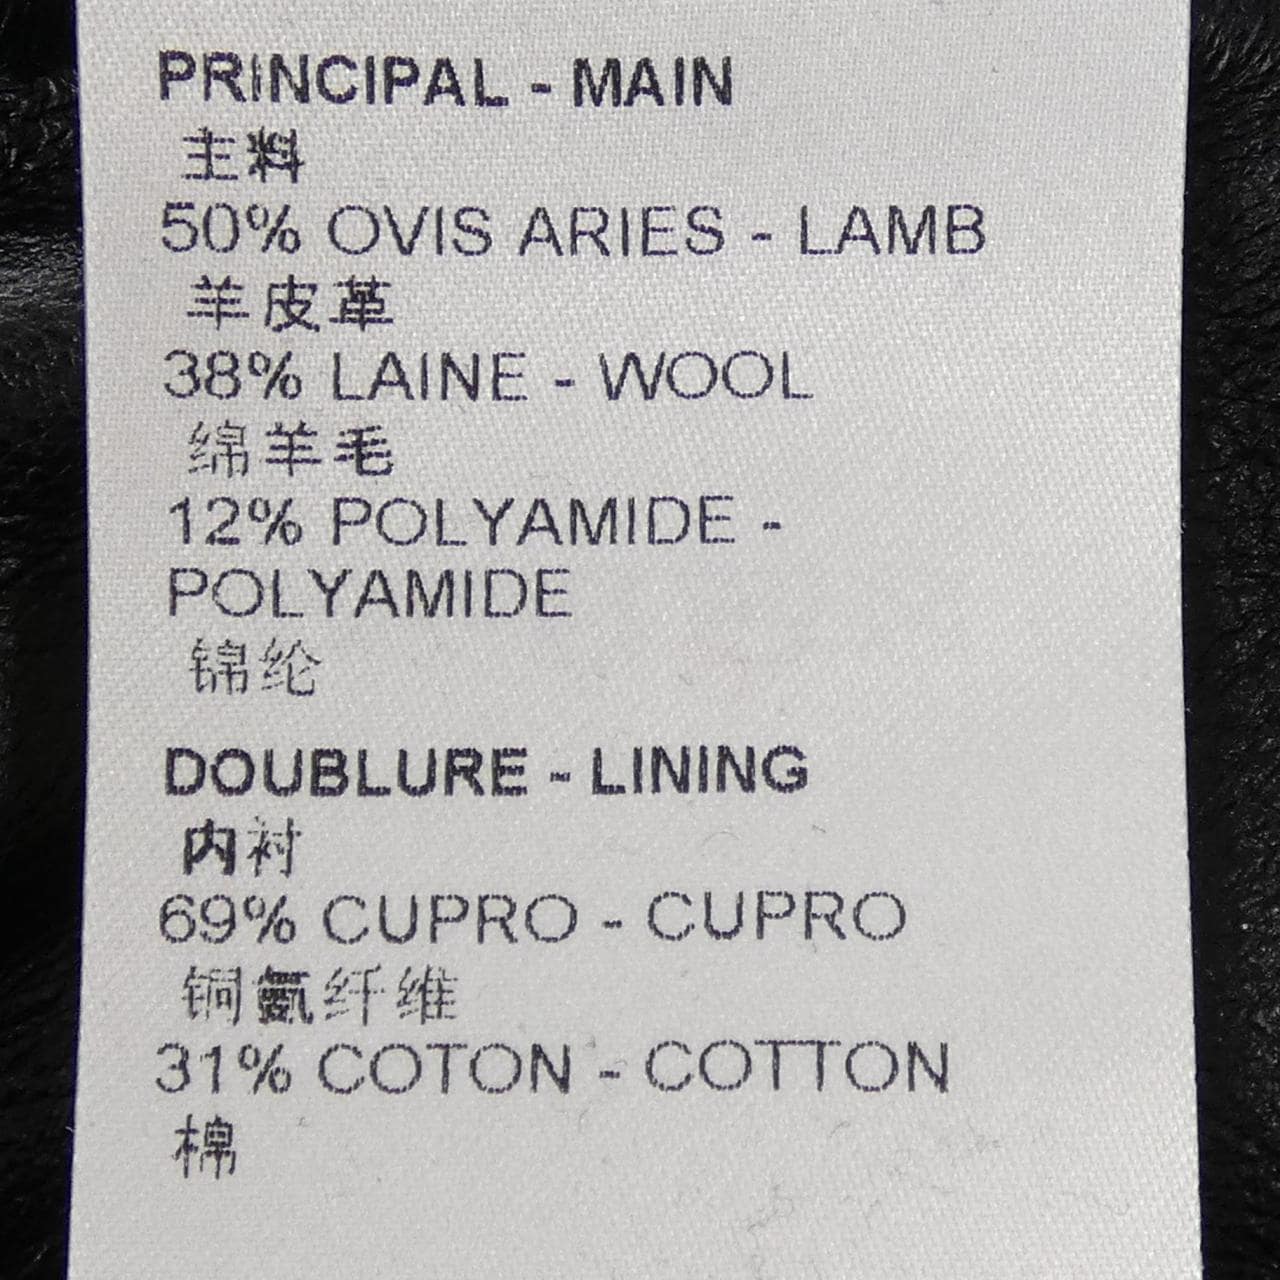 PRINCIPAL - MAIN
主料
50% OVIS ARIES - LAMB
羊皮革
38% LAINE - WOOL
绵羊毛
12% POLYAMIDE -
POLYAMIDE
锦纶
DOUBLURE - LINING
内衬
69% CUPRO - CUPRO
铜氨纤维
31% COTON - COTTON
棉